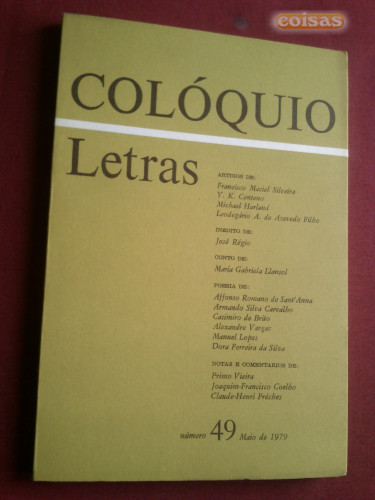 coisas
COLÓQUIO
Letras
ARTIGOS DE:
Francisco Maciel Silveira
Y. K. Centeno
Michael Harland
Leodegário A. de Azevedo Filho
INÉDITO DE:
José Régio
CONTO DE:
Maria Gabriela Llansol
POESIA DE:
Affonso Romano de Sant'Anna
Armando Silva Carvalho
Casimiro de Brito
Alexandre Vargas
Manuel Lopes
Dora Ferreira da Silva
NOTAS E COMENTÁRIOS DE:
Primo Vieira
Joaquim-Francisco Coelho
Claude-Henri Frèches
número 49 Maio de 1979